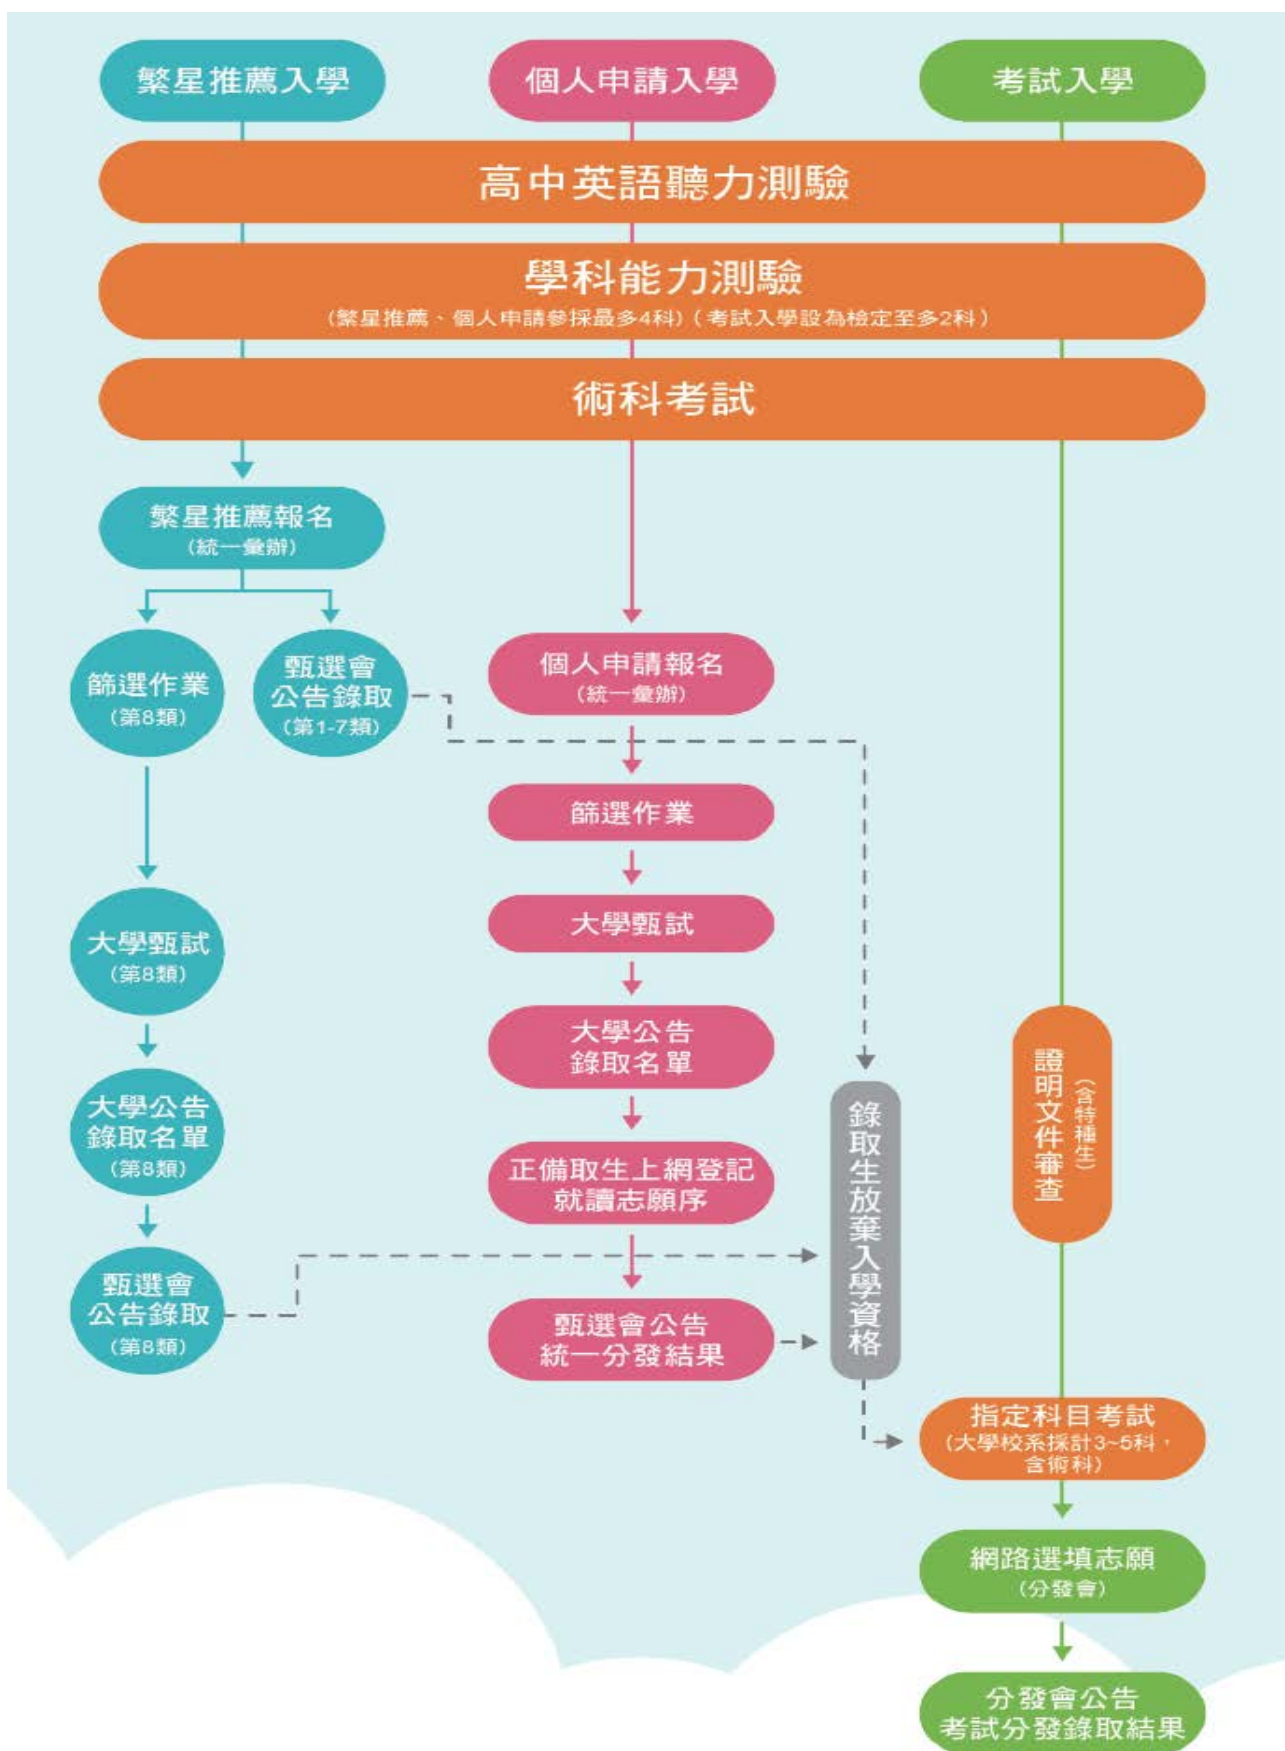 繁星推薦入學
個人申請入學
考試入學
高中英語聽力測驗
學科能力測驗
(繁星推薦、個人申請參採最多4科)(考試入學設為檢定至多2科)
術科考試
繁星推薦報名
(統一彙辦)
篩選作業
(第8類)
甄選會
公告錄取
(第1-7類)
個人申請報名
(統一彙辦)
篩選作業
大學甄試
(第8類)
大學甄試
大學公告
錄取名單
大學公告
錄取名單
(第8類)
正備取生上網登記
就讀志願序
甄選會
公告錄取
(第8類)
甄選會公告
統一分發結果
錄取生放棄入學資格
證明文件審查
(含特種生)
指定科目考試
(大學校系採計3~5科,
含術科)
網路選填志願
(分發會)
分發會公告
考試分發錄取結果